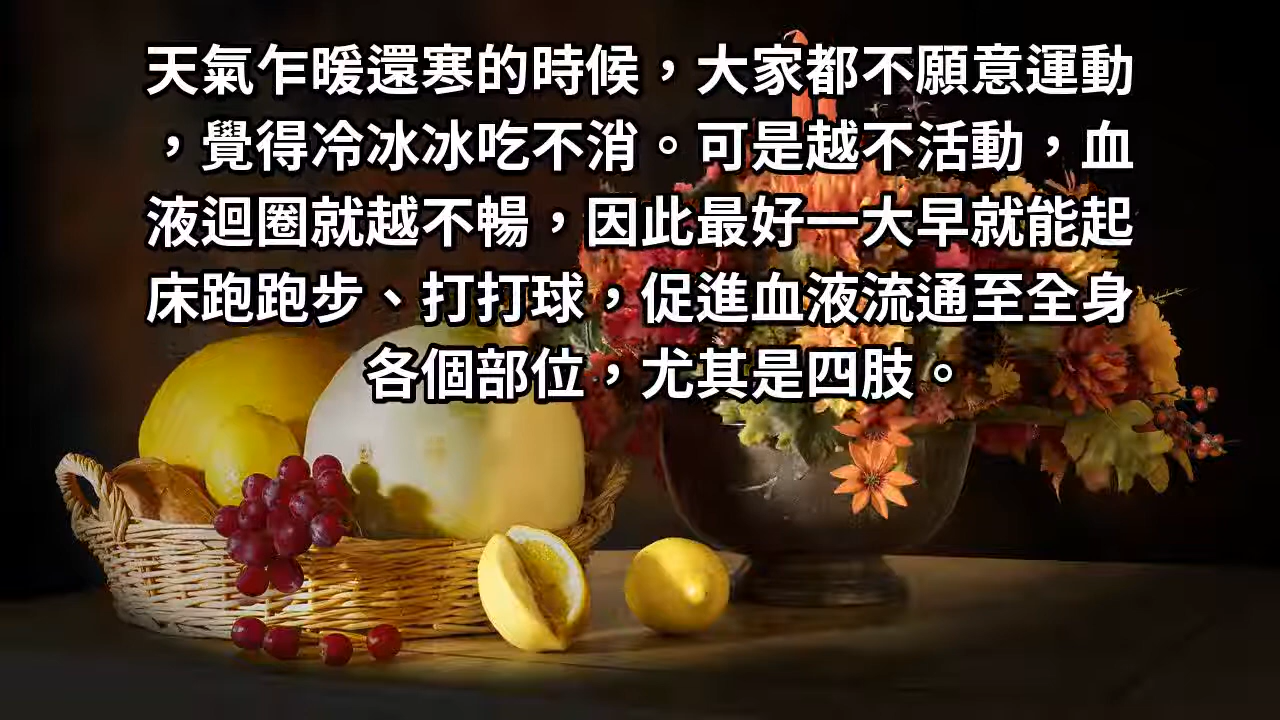 天氣乍暖還寒的時候，大家都不願意運動
，覺得冷冰冰吃不消。可是越不活動，血
液迴圈就越不暢，因此最好一大早就能起
床跑跑步、打打球，促進血液流通至全身
各個部位，尤其是四肢。